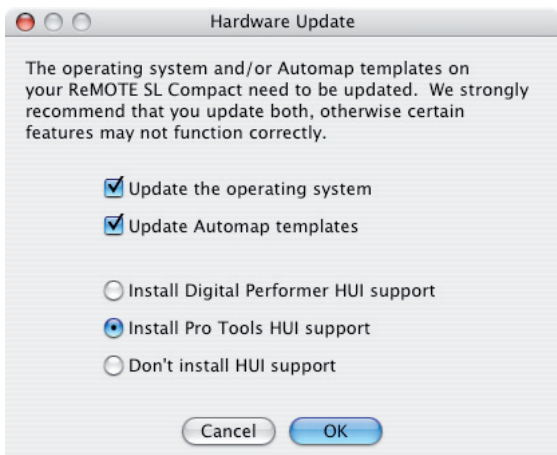 Hardware Update
The operating system and/or Automap templates on
your ReMOTE SL Compact need to be updated. We strongly
recommend that you update both, otherwise certain
features may not function correctly.
Update the operating system
Update Automap templates
Install Digital Performer HUI support
Install Pro Tools HUI support
Don't install HUI support
Cancel OK